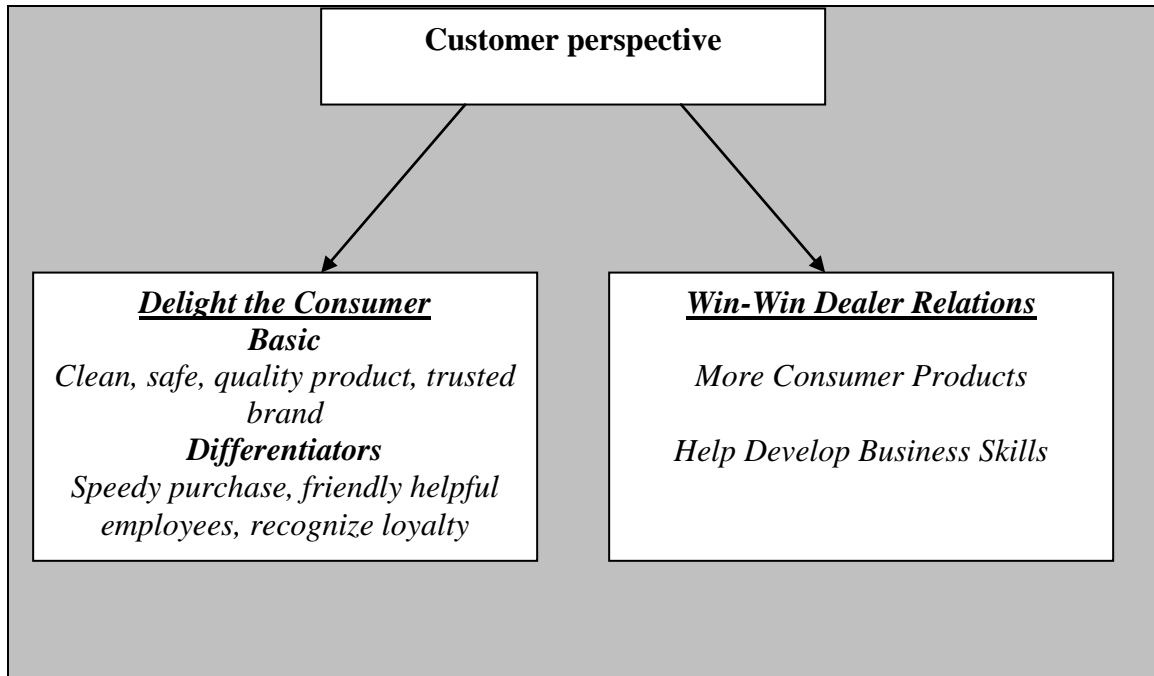 Customer perspective
Delight the Consumer
Basic
Clean, safe, quality product, trusted
brand
Differentiators
Speedy purchase, friendly helpful
employees, recognize loyalty
Win-Win Dealer Relations
More Consumer Products
Help Develop Business Skills